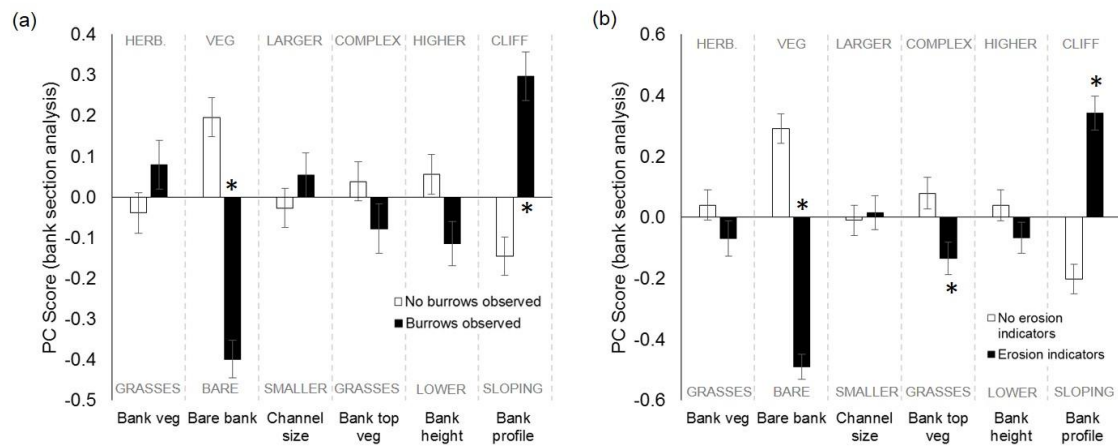 (a)
0.4
0.3
0.2
0.1
0.0
-0.1
-0.2
-0.3
-0.4
-0.5
PC Score (bank section analysis)
HERB. VEG LARGER COMPLEX HIGHER CLIFF
*
*
No burrows observed
Burrows observed
GRASSES BARE SMALLER GRASSES LOWER SLOPING
Bank veg Bare bank Channel size Bank top veg Bank height Bank profile
(b)
0.6
0.4
0.2
0.0
-0.2
-0.4
-0.6
PC Score (bank section analysis)
HERB. VEG LARGER COMPLEX HIGHER CLIFF
*
*
*
No erosion
indicators
Erosion indicators
GRASSES BARE SMALLER GRASSES LOWER SLOPING
Bank veg Bare bank Channel size Bank top veg Bank height Bank profile